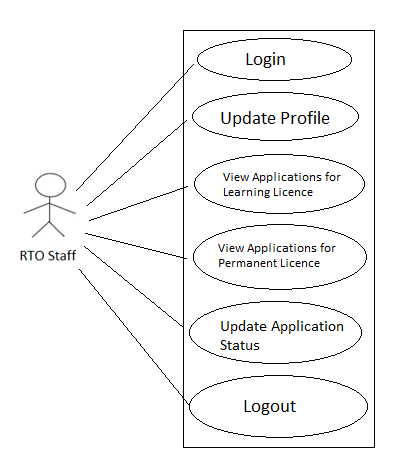 Login
Update Profile
View Applications for
Learning Licence
View Applications for
Permanent Licence
RTO Staff
Update Application
Status
Logout